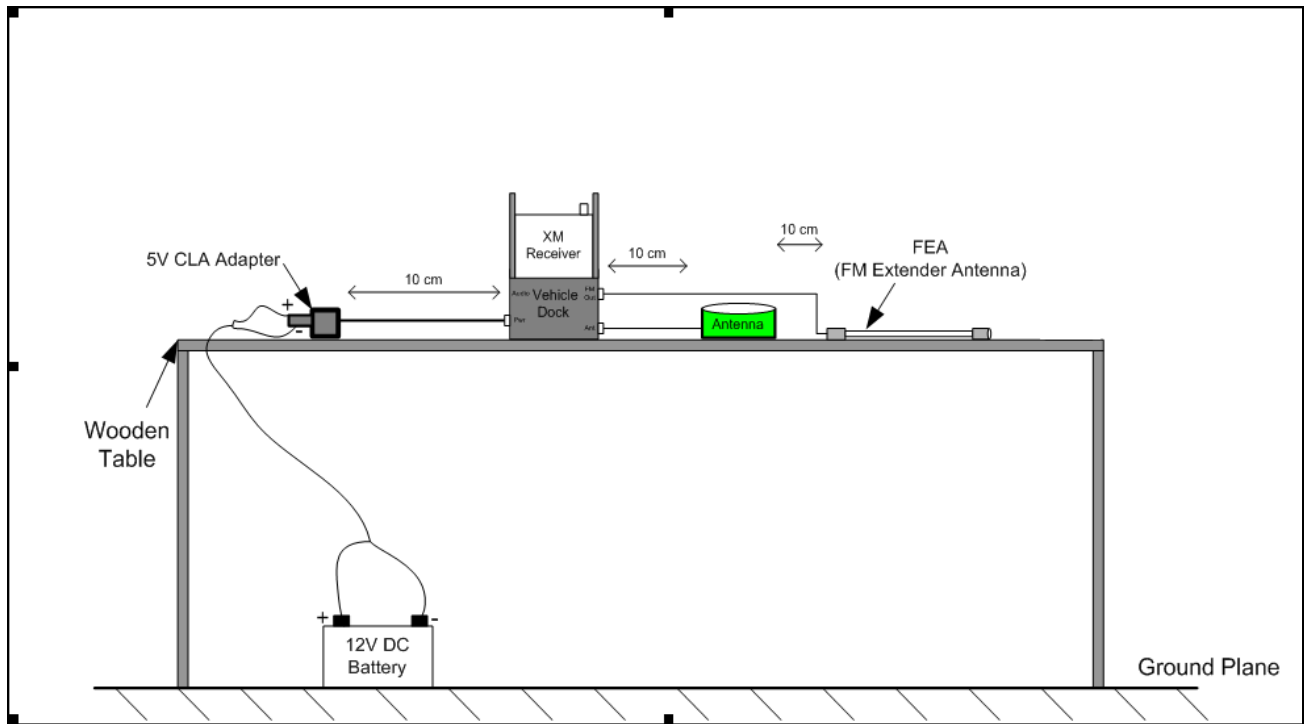 XM
Receiver
10 cm
10 cm
FEA
(FM Extender Antenna)
5V CLA Adapter
10 cm
+
-
Audio
Vehicle
Dock
Pwr
FM
Out
Ant
Antenna
Wooden
Table
+
-
12V DC
Battery
Ground Plane